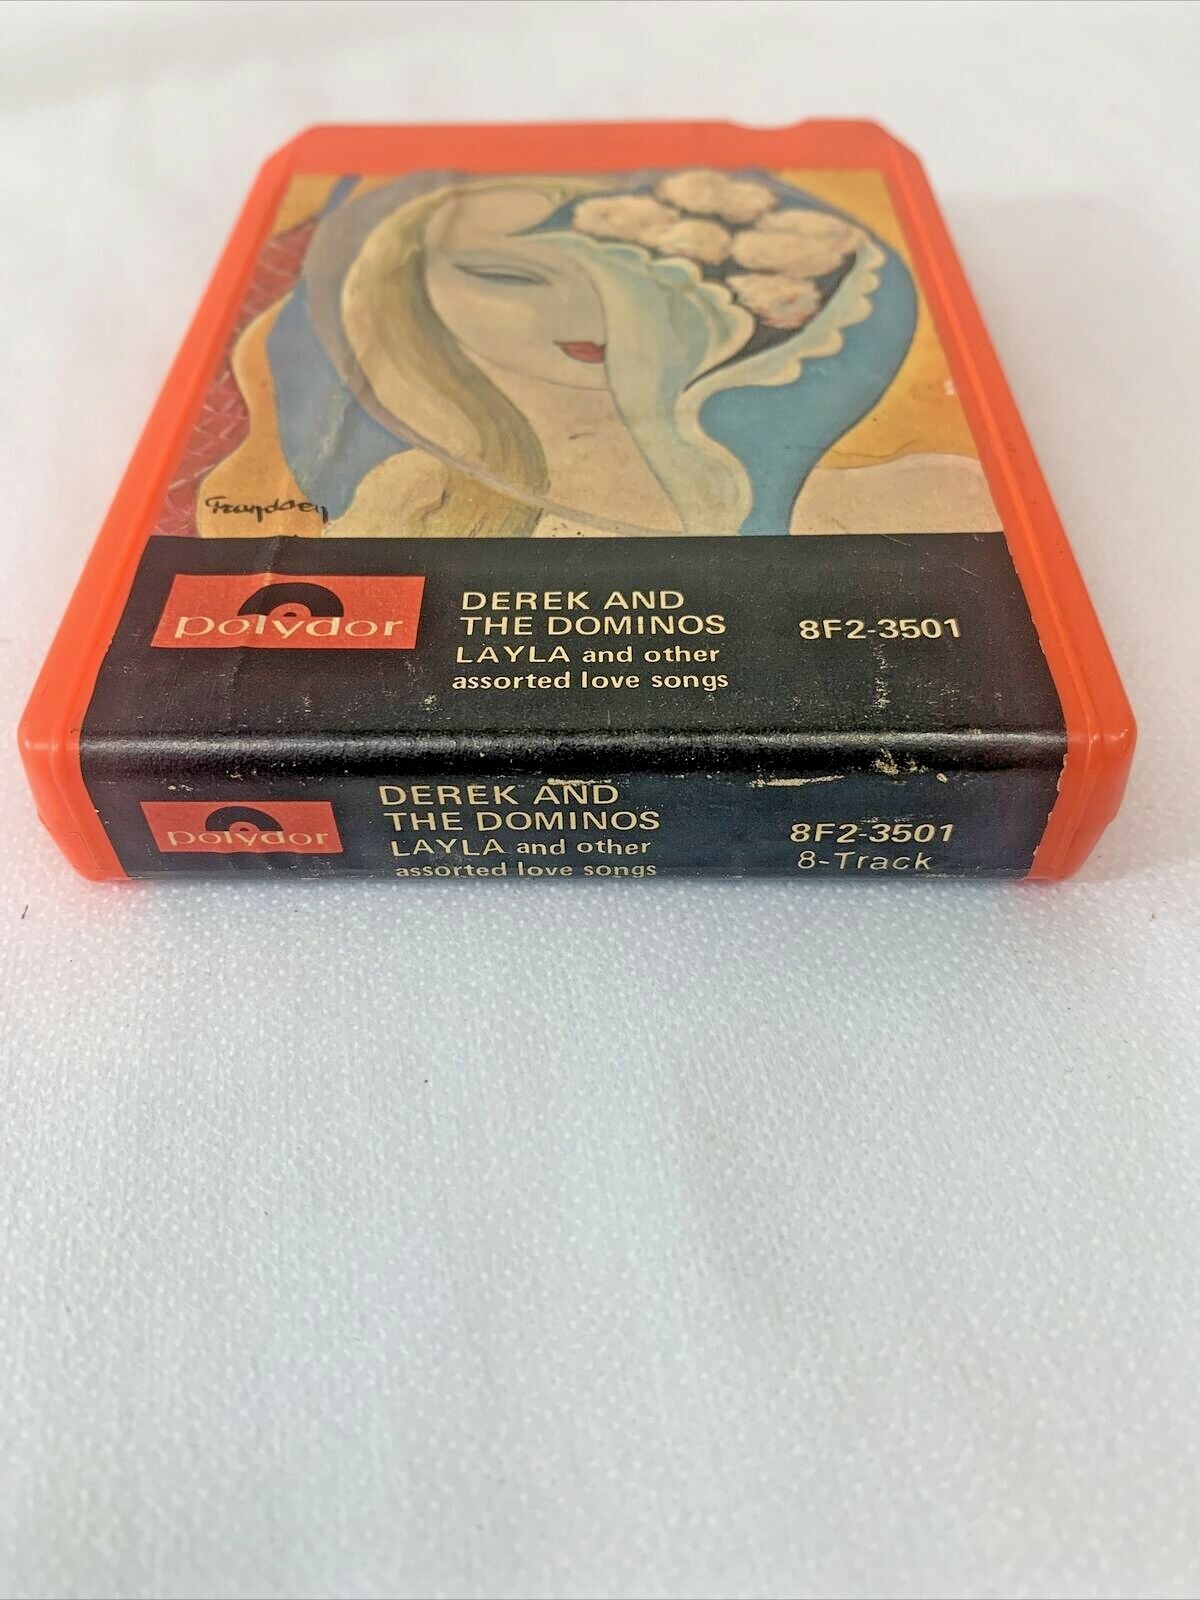 Frandsen
polydor
DEREK AND
THE DOMINOS
LAYLA and other
assorted love songs
8F2-3501
polydor
DEREK AND
THE DOMINOS
LAYLA and other
assorted love songs
8F2-3501
8-Track